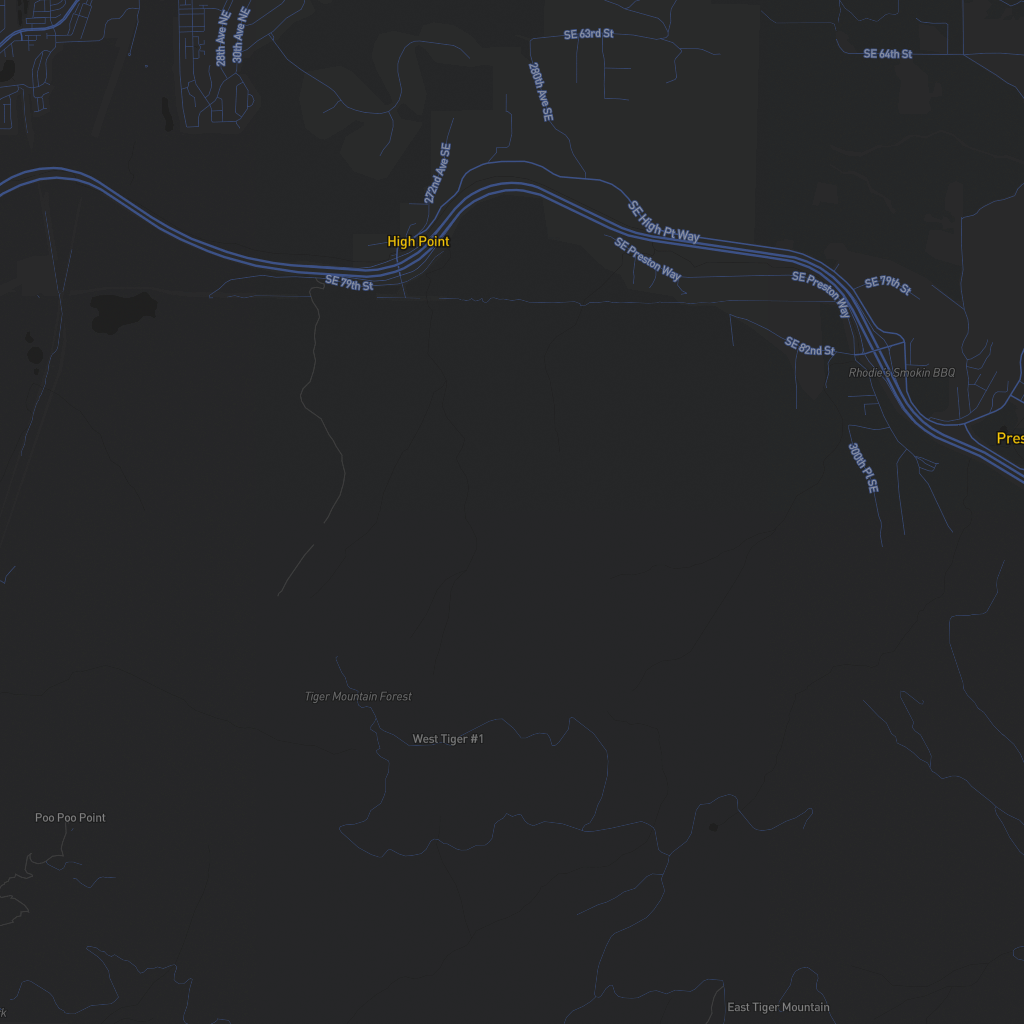 28th Ave NE
30th Ave NE
SE 63rd St
SE 64th St
280th Ave SE
272nd Ave SE
SE High Pt Way
High Point
SE Preston Way
SE 79th St
SE Preston Way
SE 79th St
SE 82nd St
Rhodie's Smokin BBQ
Pres
300th Pl SE
Tiger Mountain Forest
West Tiger #1
Poo Poo Point
East Tiger Mountain